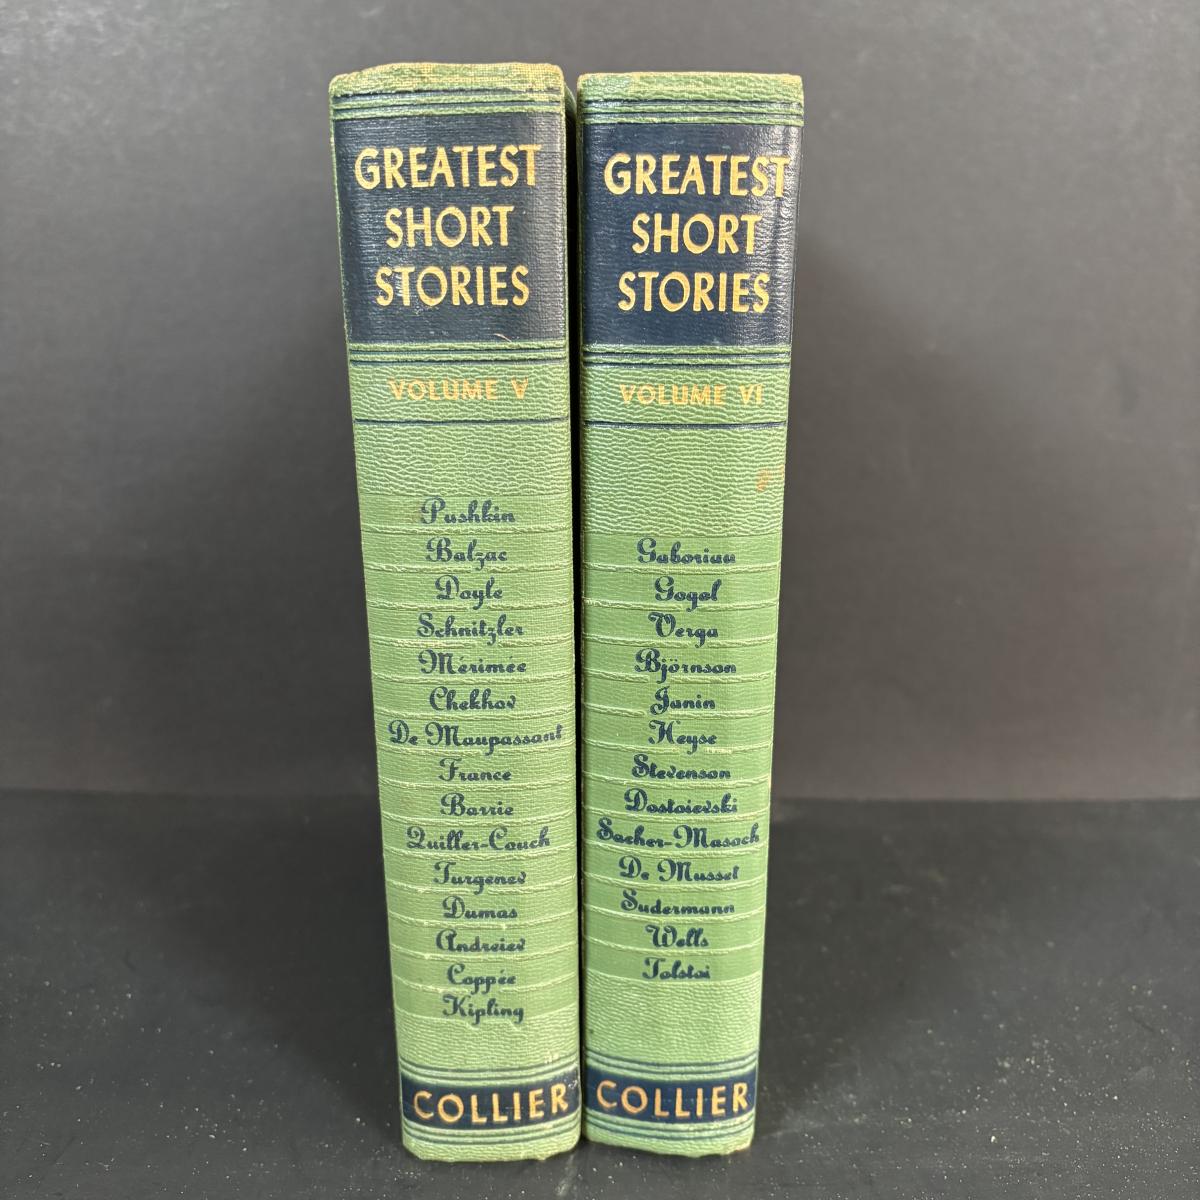 GREATEST
SHORT
STORIES
VOLUME V
Pushkin
Balzac
Doyle
Schnitzler
Mérimée
Chekhov
De Maupassant
France
Barrie
Quiller-Couch
Turgenev
Dumas
Andreiev
Coppée
Kipling
COLLIER
GREATEST
SHORT
STORIES
VOLUME VI
Gaboriau
Gogol
Verga
Björnson
Janin
Heyse
Stevenson
Dostoievski
Sacher-Masoch
De Musset
Sudermann
Wells
Tolstoi
COLLIER